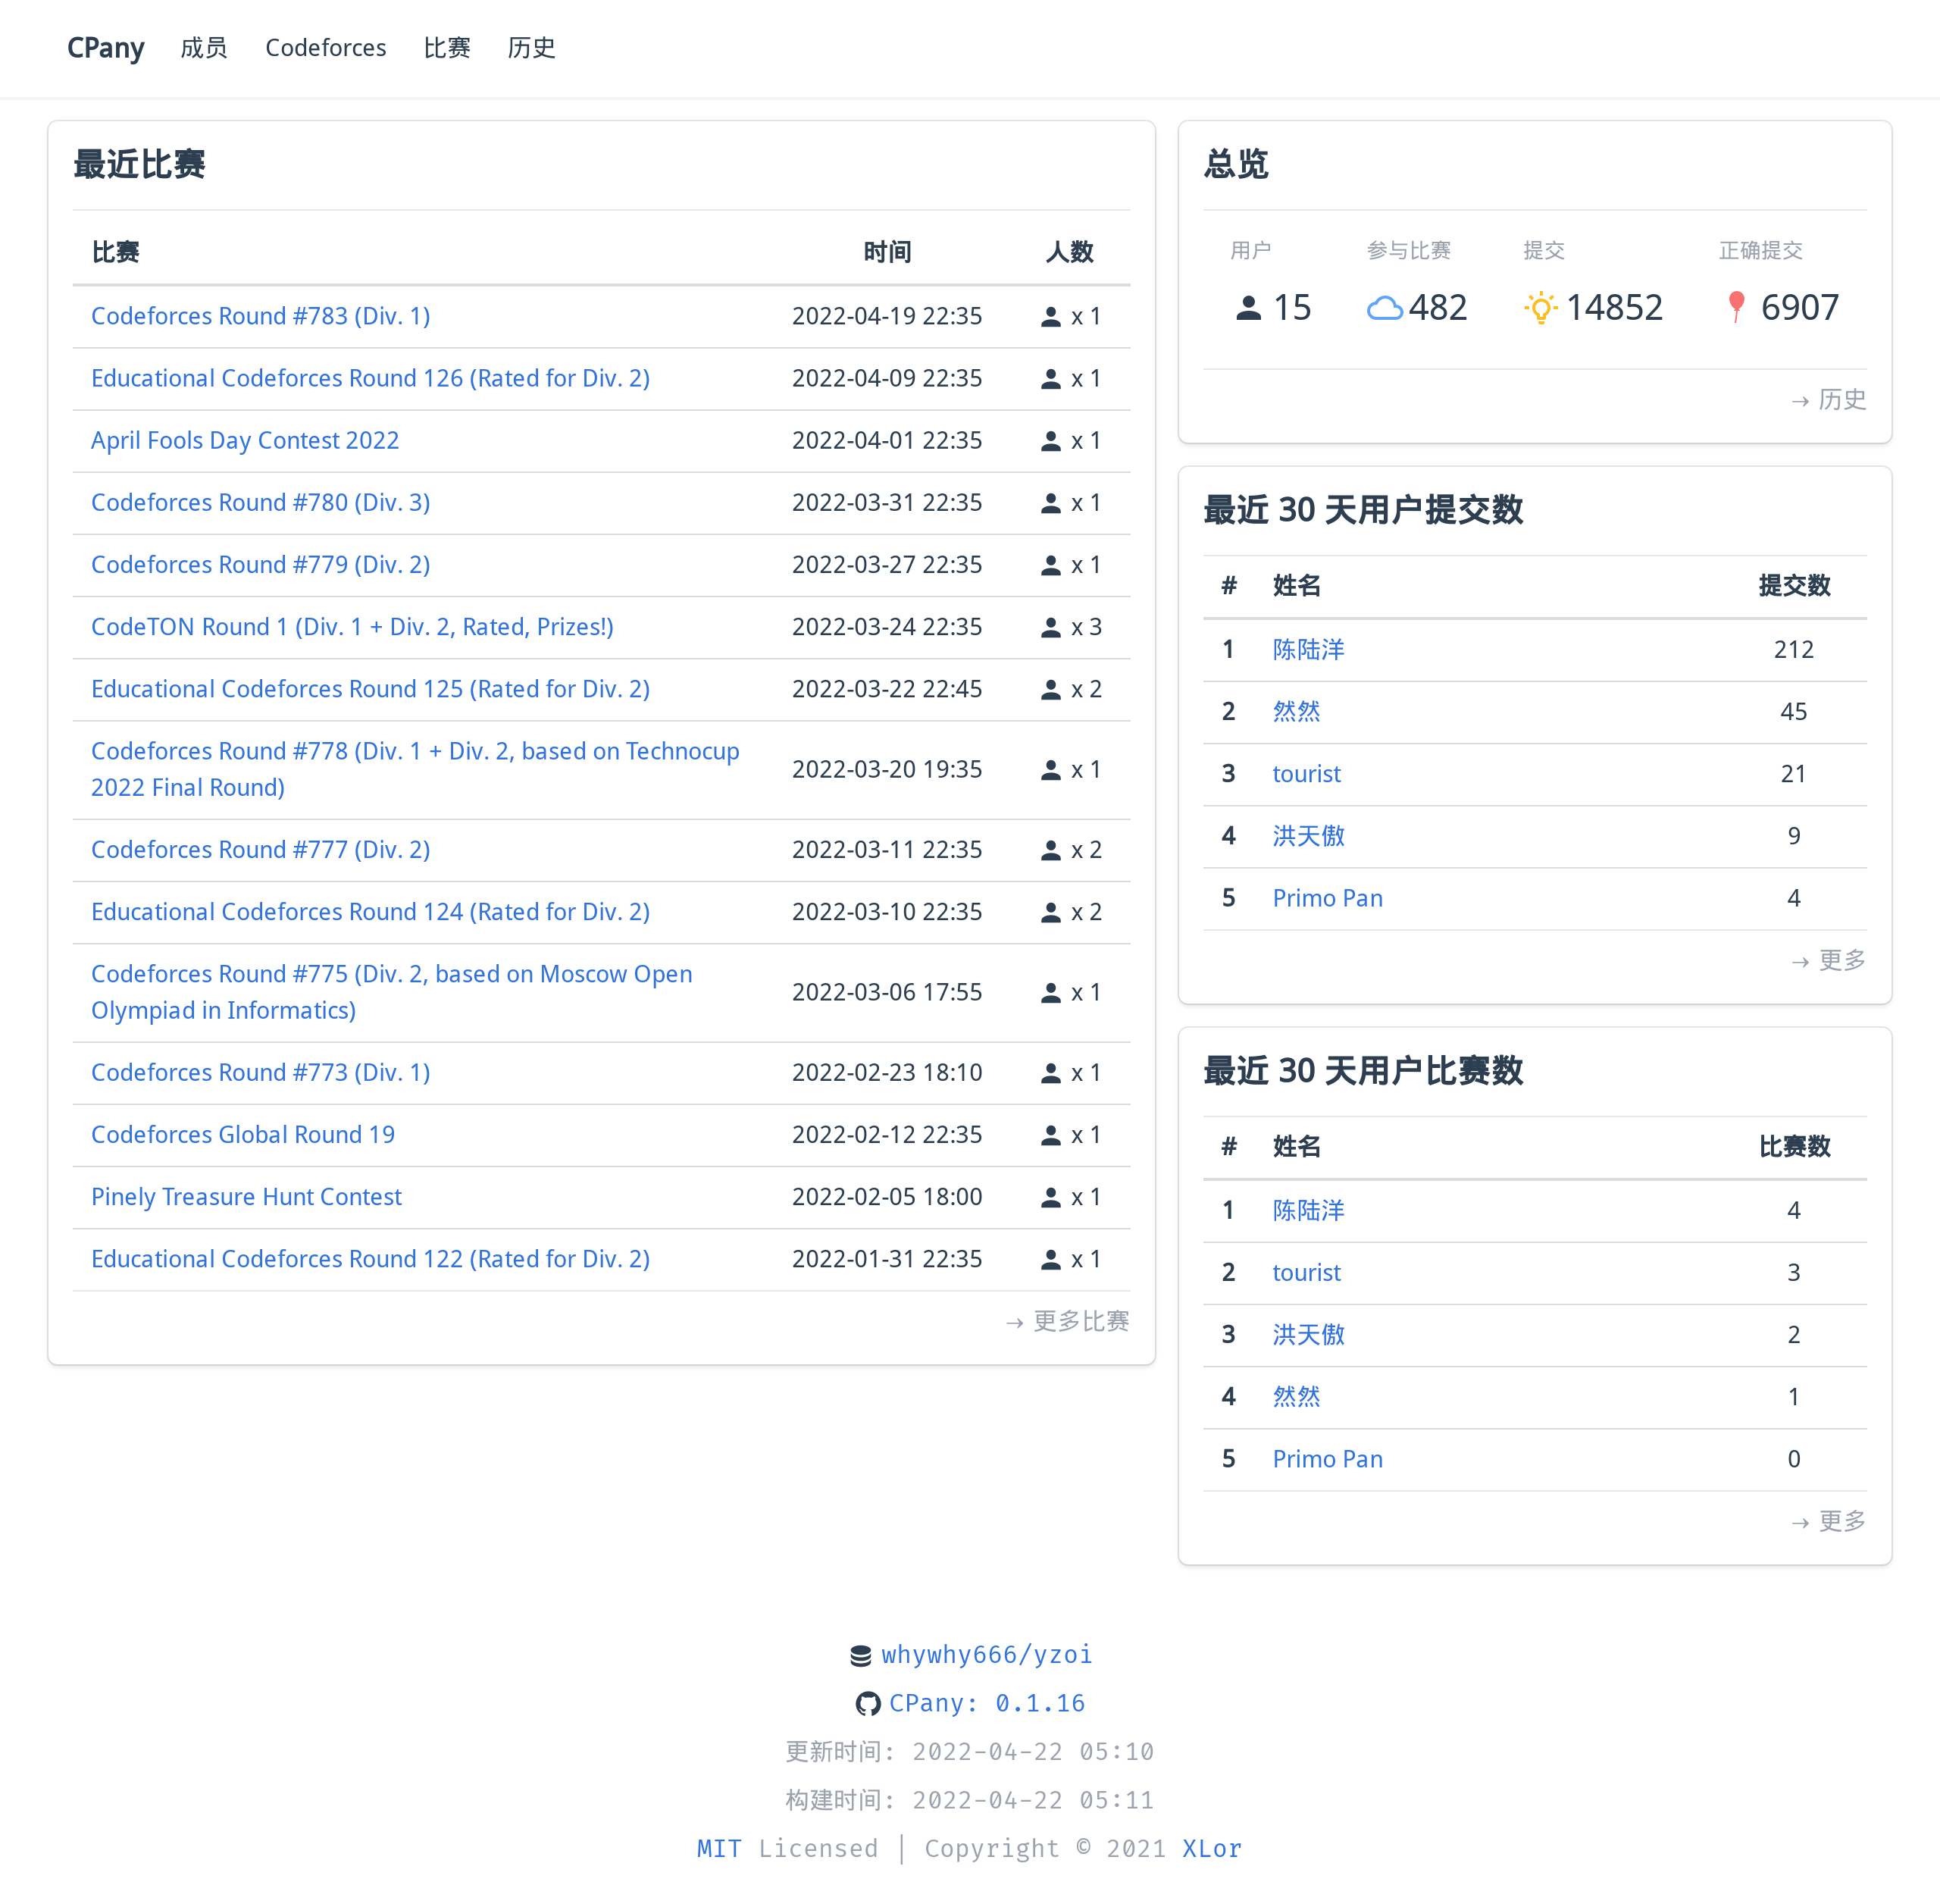 CPany 成员 Codeforces 比赛 历史
最近比赛
比赛 时间 人数
Codeforces Round #783 (Div. 1) 2022-04-19 22:35 x 1
Educational Codeforces Round 126 (Rated for Div. 2) 2022-04-09 22:35 x 1
April Fools Day Contest 2022 2022-04-01 22:35 x 1
Codeforces Round #780 (Div. 3) 2022-03-31 22:35 x 1
Codeforces Round #779 (Div. 2) 2022-03-27 22:35 x 1
CodeTON Round 1 (Div. 1 + Div. 2, Rated, Prizes!) 2022-03-24 22:35 x 3
Educational Codeforces Round 125 (Rated for Div. 2) 2022-03-22 22:45 x 2
Codeforces Round #778 (Div. 1 + Div. 2, based on Technocup
2022 Final Round) 2022-03-20 19:35 x 1
Codeforces Round #777 (Div. 2) 2022-03-11 22:35 x 2
Educational Codeforces Round 124 (Rated for Div. 2) 2022-03-10 22:35 x 2
Codeforces Round #775 (Div. 2, based on Moscow Open
Olympiad in Informatics) 2022-03-06 17:55 x 1
Codeforces Round #773 (Div. 1) 2022-02-23 18:10 x 1
Codeforces Global Round 19 2022-02-12 22:35 x 1
Pinely Treasure Hunt Contest 2022-02-05 18:00 x 1
Educational Codeforces Round 122 (Rated for Div. 2) 2022-01-31 22:35 x 1
→ 更多比赛
总览
用户 参与比赛 提交 正确提交
15 482 14852 6907
→ 历史
最近 30 天用户提交数
# 姓名 提交数
1 陈陆洋 212
2 然然 45
3 tourist 21
4 洪天傲 9
5 Primo Pan 4
→ 更多
最近 30 天用户比赛数
# 姓名 比赛数
1 陈陆洋 4
2 tourist 3
3 洪天傲 2
4 然然 1
5 Primo Pan 0
→ 更多
whywhy666/yzoi
CPany: 0.1.16
更新时间: 2022-04-22 05:10
构建时间: 2022-04-22 05:11
MIT Licensed | Copyright © 2021 XLor